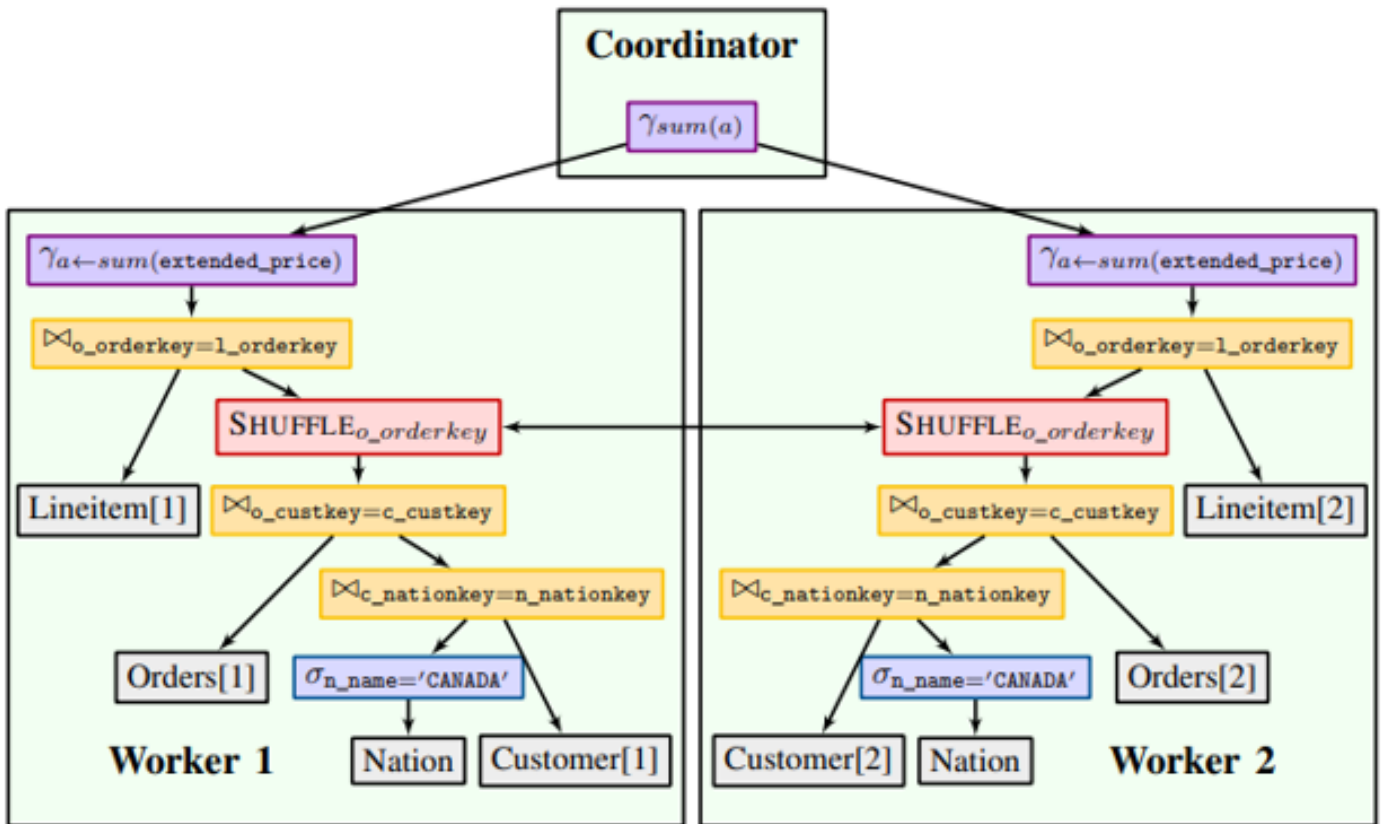 Coordinator
γsum(a)
γa←sum(extended_price)
γa←sum(extended_price)
⋈o_orderkey=l_orderkey
⋈o_orderkey=l_orderkey
SHUFFLEo_orderkey
SHUFFLEo_orderkey
Lineitem[1]
⋈o_custkey=c_custkey
⋈o_custkey=c_custkey
Lineitem[2]
⋈c_nationkey=n_nationkey
⋈c_nationkey=n_nationkey
Orders[1]
σn_name='CANADA'
σn_name='CANADA'
Orders[2]
Worker 1
Nation
Customer[1]
Customer[2]
Nation
Worker 2